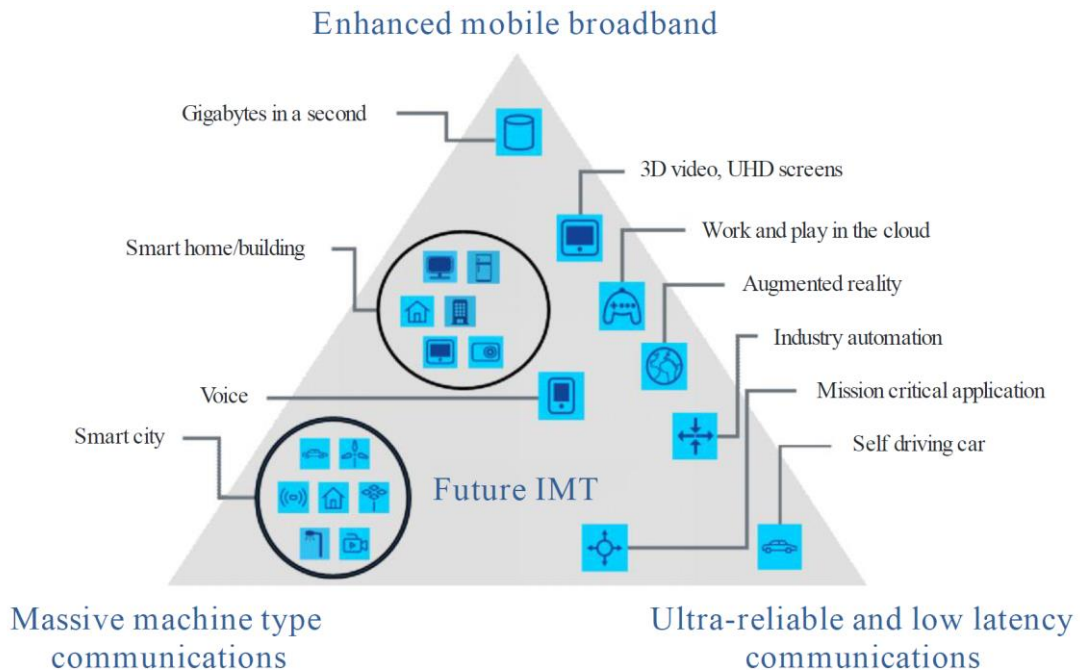 Enhanced mobile broadband
Gigabytes in a second
3D video, UHD screens
Work and play in the cloud
Smart home/building
Augmented reality
Industry automation
Voice
Mission critical application
Smart city
Self driving car
Future IMT
Massive machine type
communications
Ultra-reliable and low latency
communications